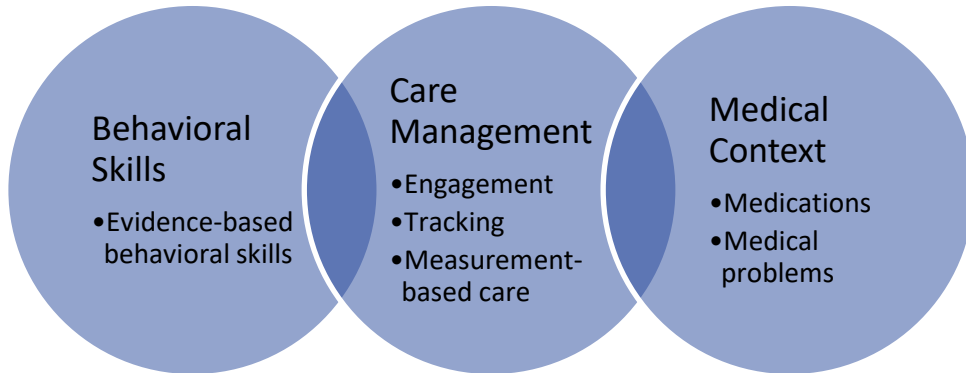 Behavioral
Skills
•Evidence-based
behavioral skills
Care
Management
•Engagement
•Tracking
•Measurement-
based care
Medical
Context
•Medications
•Medical
problems